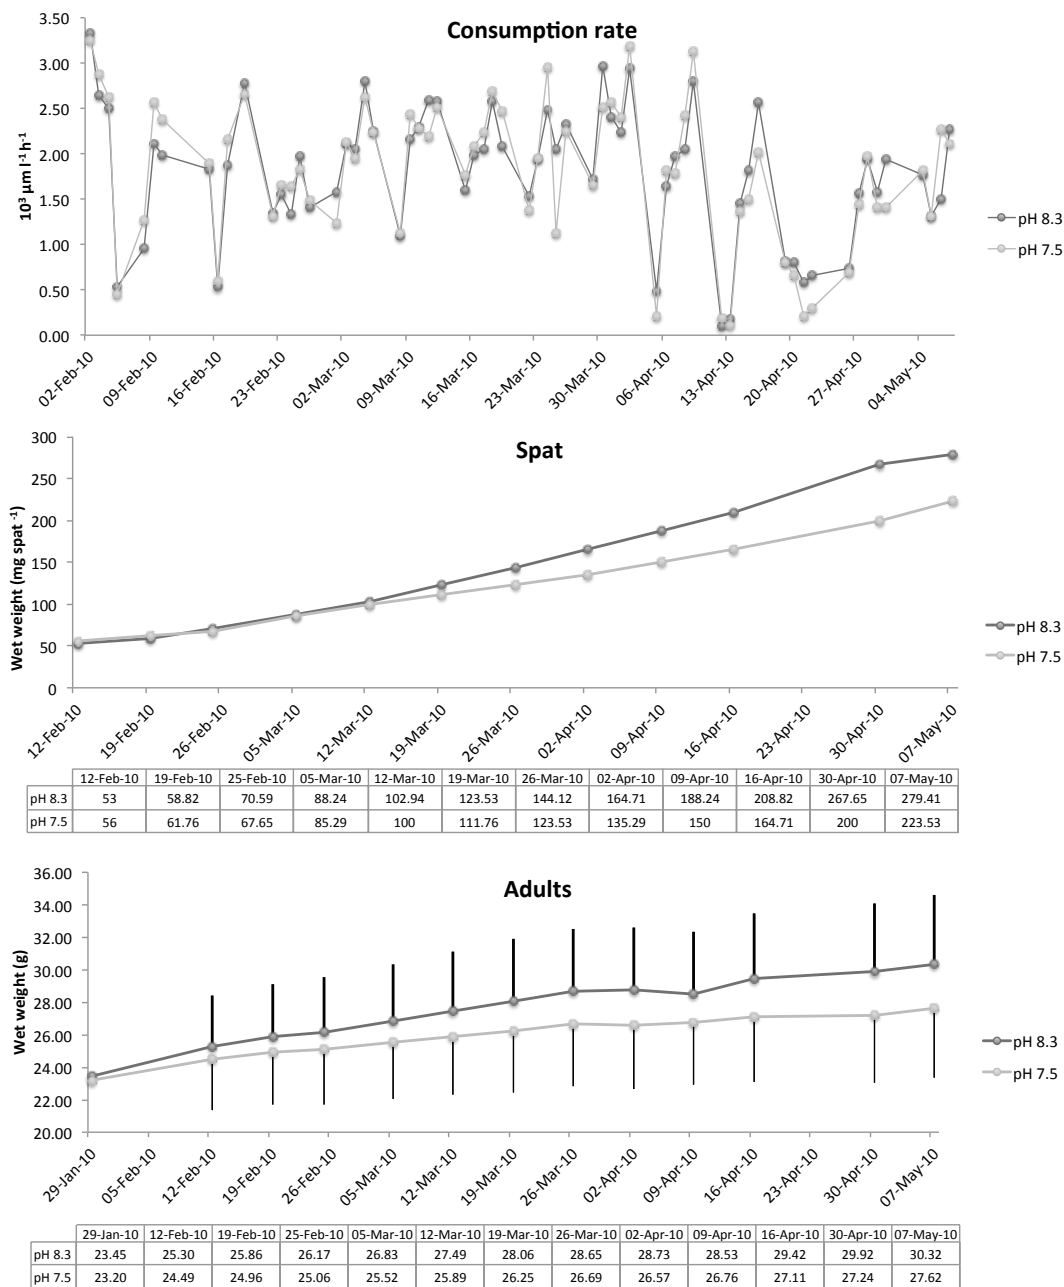 Consumption rate
3.50
3.00
2.50
2.00
1.50
1.00
0.50
0.00
10³ µm l⁻¹ h⁻¹
pH 8.3
pH 7.5
02-Feb-10 09-Feb-10 16-Feb-10 23-Feb-10 02-Mar-10 09-Mar-10 16-Mar-10 23-Mar-10 30-Mar-10 06-Apr-10 13-Apr-10 20-Apr-10 27-Apr-10 04-May-10
Spat
300
250
200
150
100
50
0
Wet weight (mg spat ⁻¹)
pH 8.3
pH 7.5
12-Feb-10 19-Feb-10 26-Feb-10 05-Mar-10 12-Mar-10 19-Mar-10 26-Mar-10 02-Apr-10 09-Apr-10 16-Apr-10 23-Apr-10 30-Apr-10 07-May-10
12-Feb-10 19-Feb-10 25-Feb-10 05-Mar-10 12-Mar-10 19-Mar-10 26-Mar-10 02-Apr-10 09-Apr-10 16-Apr-10 30-Apr-10 07-May-10
pH 8.3 53 58.82 70.59 88.24 102.94 123.53 144.12 164.71 188.24 208.82 267.65 279.41
pH 7.5 56 61.76 67.65 85.29 100 111.76 123.53 135.29 150 164.71 200 223.53
Adults
36.00
34.00
32.00
30.00
28.00
26.00
24.00
22.00
20.00
Wet weight (g)
pH 8.3
pH 7.5
29-Jan-10 05-Feb-10 12-Feb-10 19-Feb-10 26-Feb-10 05-Mar-10 12-Mar-10 19-Mar-10 26-Mar-10 02-Apr-10 09-Apr-10 16-Apr-10 23-Apr-10 30-Apr-10 07-May-10
29-Jan-10 12-Feb-10 19-Feb-10 25-Feb-10 05-Mar-10 12-Mar-10 19-Mar-10 26-Mar-10 02-Apr-10 09-Apr-10 16-Apr-10 30-Apr-10 07-May-10
pH 8.3 23.45 25.30 25.86 26.17 26.83 27.49 28.06 28.65 28.73 28.53 29.42 29.92 30.32
pH 7.5 23.20 24.49 24.96 25.06 25.52 25.89 26.25 26.69 26.57 26.76 27.11 27.24 27.62